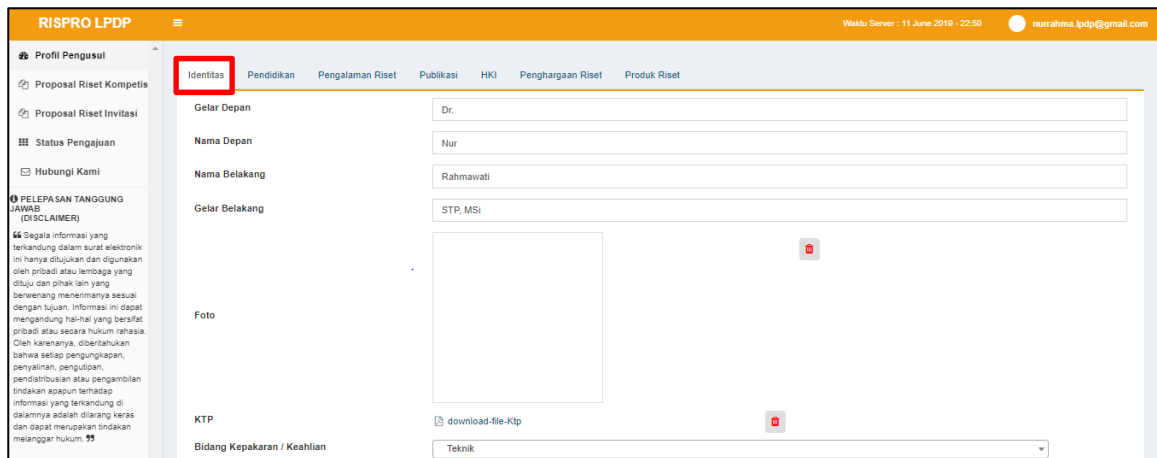 RISPRO LPDP
Waktu Server : 11 June 2019 - 22:50
nurrahma.lpdp@gmail.com
Profil Pengusul
Proposal Riset Kompetis
Proposal Riset Invitasi
Status Pengajuan
Hubungi Kami
PELEPASAN TANGGUNG
JAWAB
(DISCLAIMER)
Segala informasi yang
terkandung dalam surat elektronik
ini hanya ditujukan dan digunakan
oleh pribadi atau lembaga yang
dituju dan pihak lain yang
berwenang menerimanya sesuai
dengan tujuan. Informasi ini dapat
mengandung hal-hal yang bersifat
pribadi atau secara hukum rahasia.
Oleh karenanya, diberitahukan
bahwa setiap pengungkapan,
penyalinan, pengutipan,
pendistribusian atau pengambilan
tindakan apapun terhadap
informasi yang terkandung di
dalamnya adalah dilarang keras
dan dapat merupakan tindakan
melanggar hukum.
Identitas Pendidikan Pengalaman Riset Publikasi HKI Penghargaan Riset Produk Riset
Gelar Depan Dr.
Nama Depan Nur
Nama Belakang Rahmawati
Gelar Belakang STP, MSi
Foto
KTP download-file-Ktp
Bidang Kepakaran / Keahlian Teknik